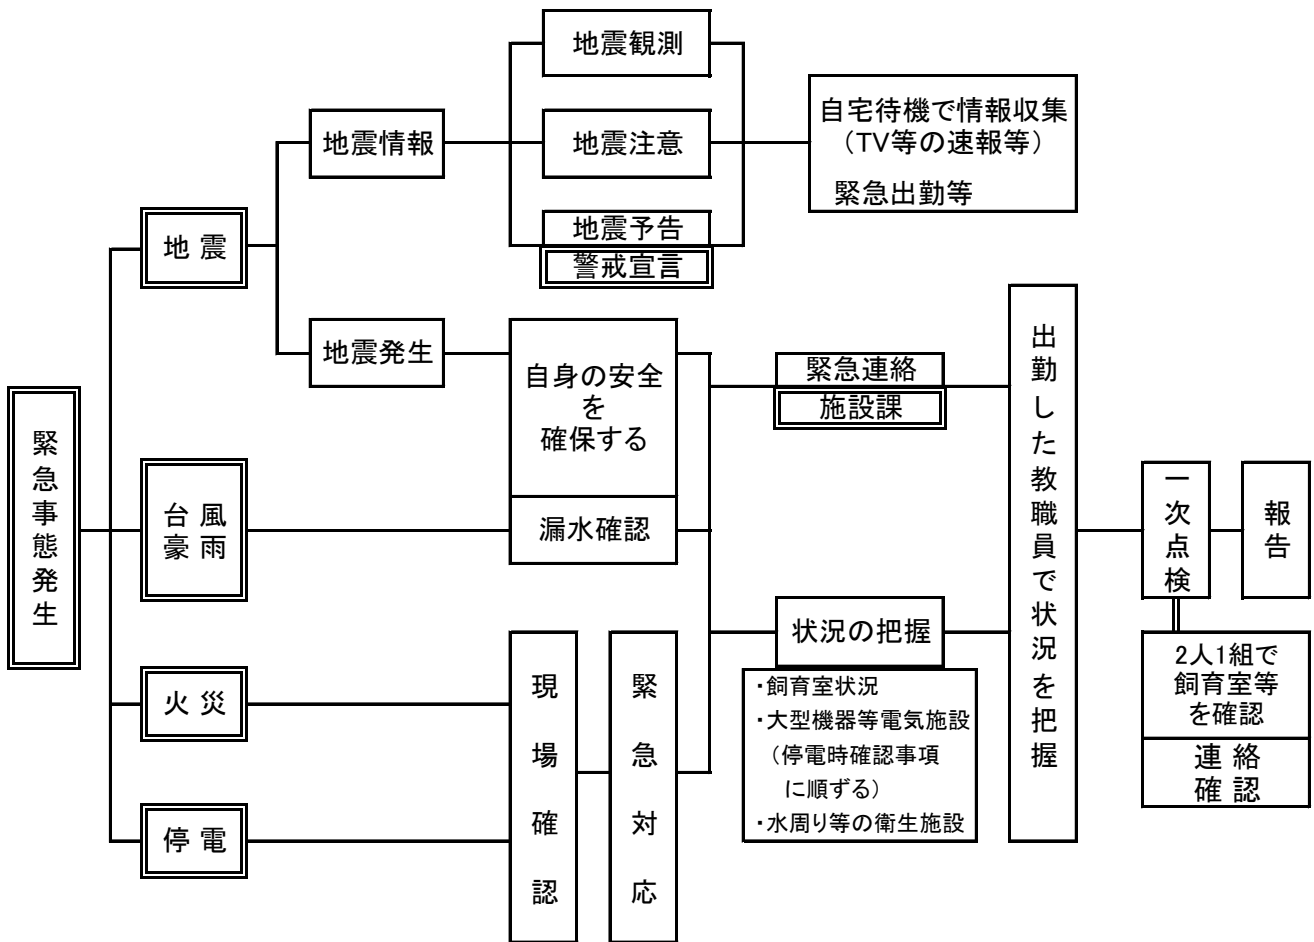 緊急事態発生
地 震
台 風
豪 雨
火 災
停 電
地震情報
地震発生
地震観測
地震注意
地震予告
警戒宣言
自宅待機で情報収集
（TV等の速報等）
緊急出勤等
自身の安全
を
確保する
漏水確認
現場確認
緊急対応
緊急連絡
施設課
状況の把握
・飼育室状況
・大型機器等電気施設
（停電時確認事項
に順ずる）
・水周り等の衛生施設
出勤した教職員で状況を把握
一次点検
2人1組で
飼育室等
を確認
連 絡
確 認
報告